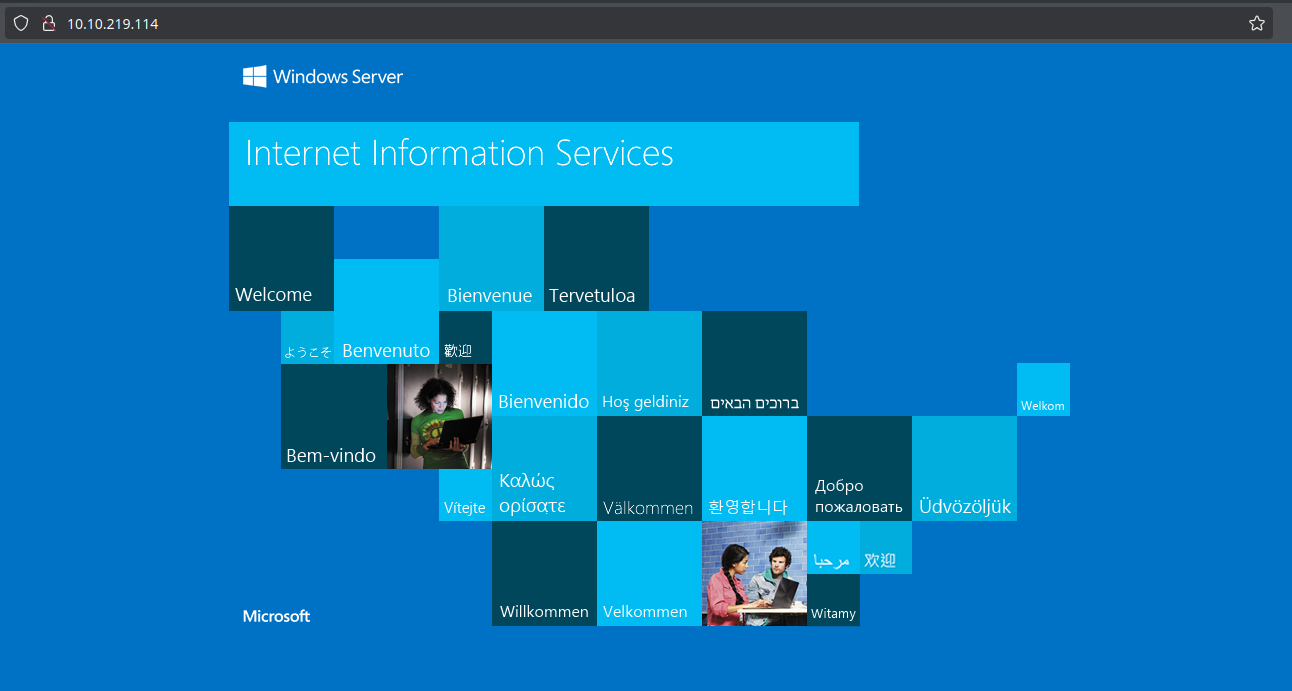 10.10.219.114
Windows Server
Internet Information Services
Welcome
Bienvenue
Tervetuloa
ようこそ
Benvenuto
歡迎
Bienvenido
Hoş geldiniz
ברוכים הבאים
Welkom
Bem-vindo
Vítejte
Καλώς
ορίσατε
Välkommen
환영합니다
Добро
пожаловать
Üdvözöljük
مرحبا
欢迎
Willkommen
Velkommen
Witamy
Microsoft